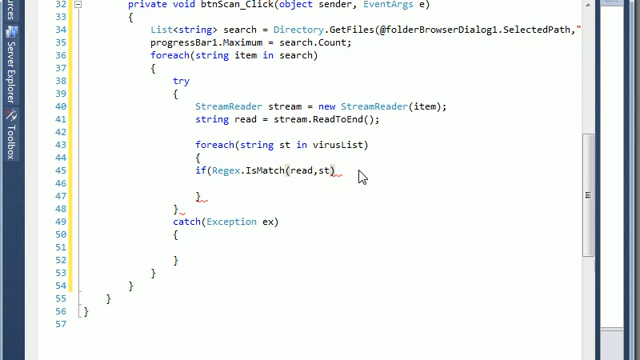 32 private void btnScan_Click(object sender, EventArgs e)
33 {
34 List<string> search = Directory.GetFiles(@folderBrowserDialog1.SelectedPath,"
35 progressBar1.Maximum = search.Count;
36 foreach(string item in search)
37 {
38 try
39 {
40 StreamReader stream = new StreamReader(item);
41 string read = stream.ReadToEnd();
42
43 foreach(string st in virusList)
44 {
45 if(Regex.IsMatch(read,st)
46
47 }
48 }
49 catch(Exception ex)
50 {
51
52 }
53 }
54 }
55 }
56 }
57
Server Explorer
Toolbox